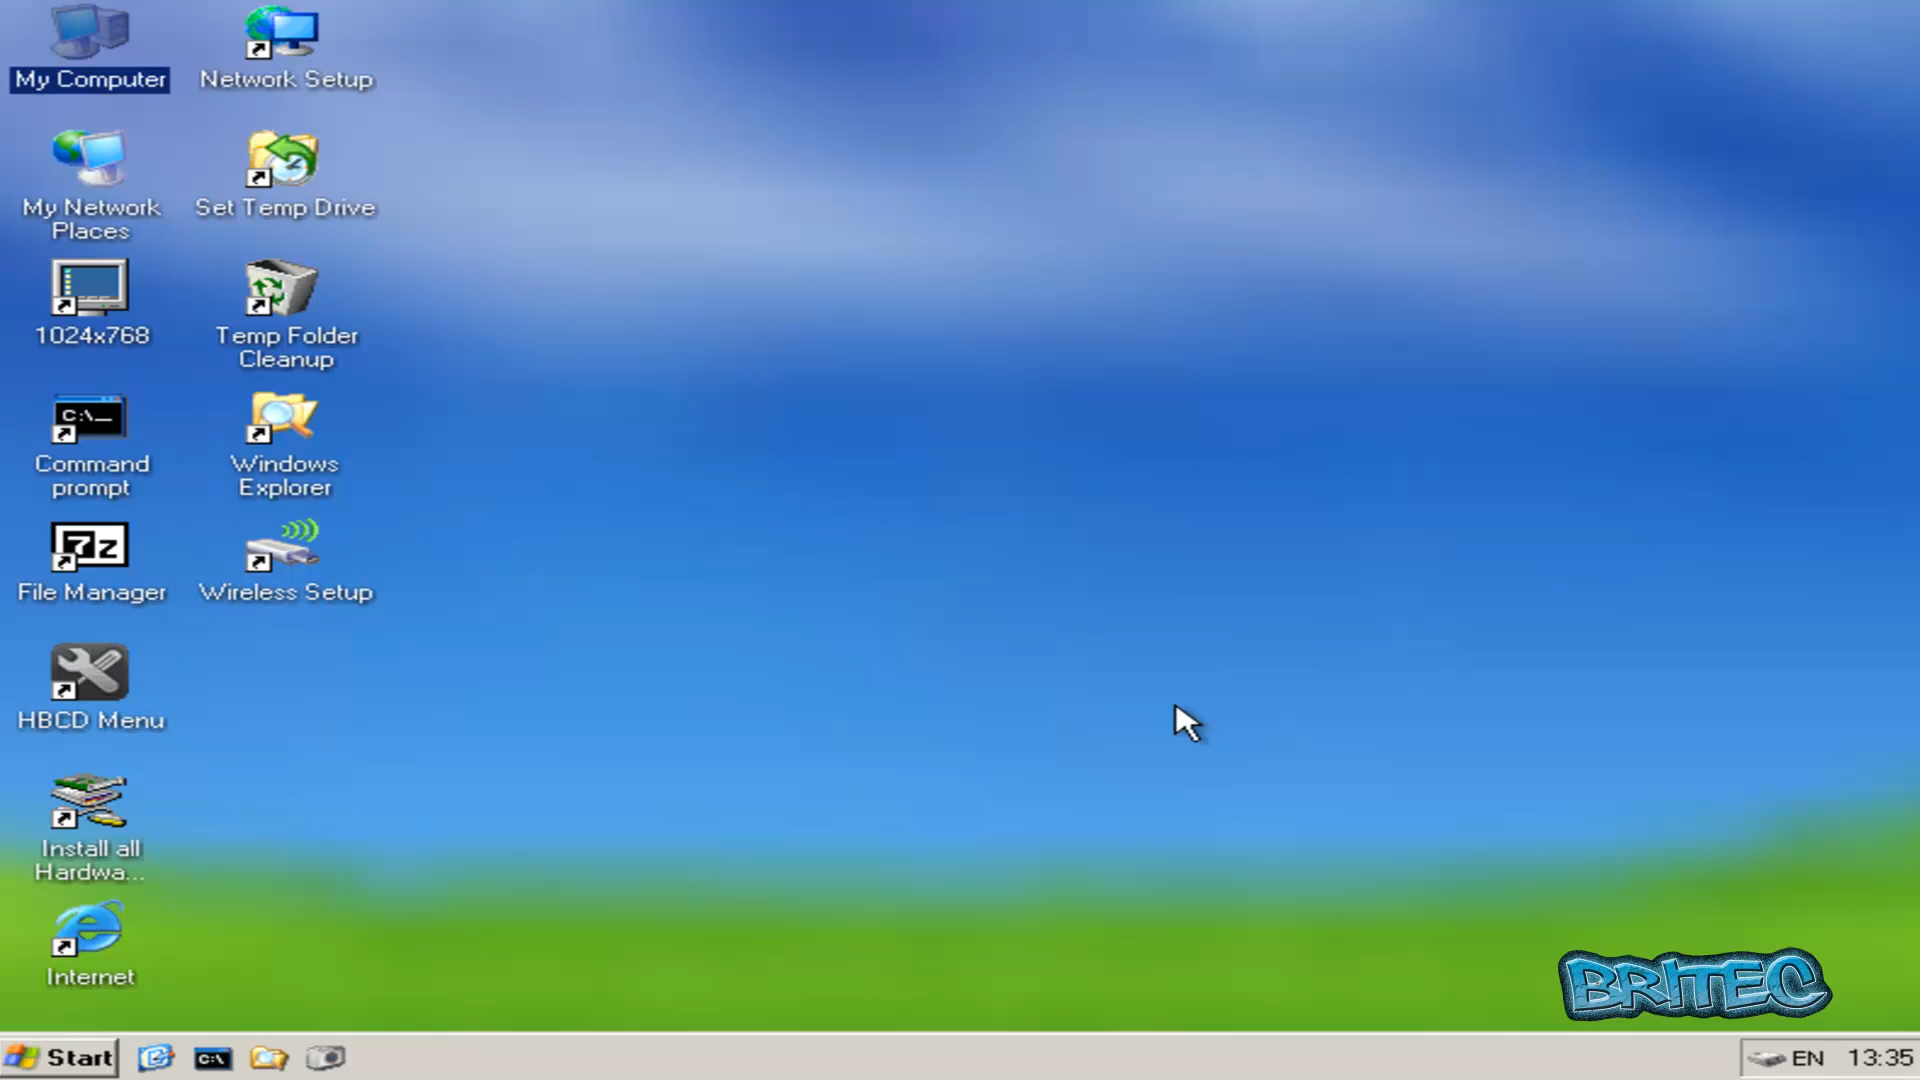 My Computer
Network Setup
My Network
Places
Set Temp Drive
1024x768
Temp Folder
Cleanup
C:\_
Command
prompt
Windows
Explorer
7z
File Manager
Wireless Setup
HBCD Menu
Install all
Hardwa...
Internet
BRITEC
Start
C:\
EN
13:35